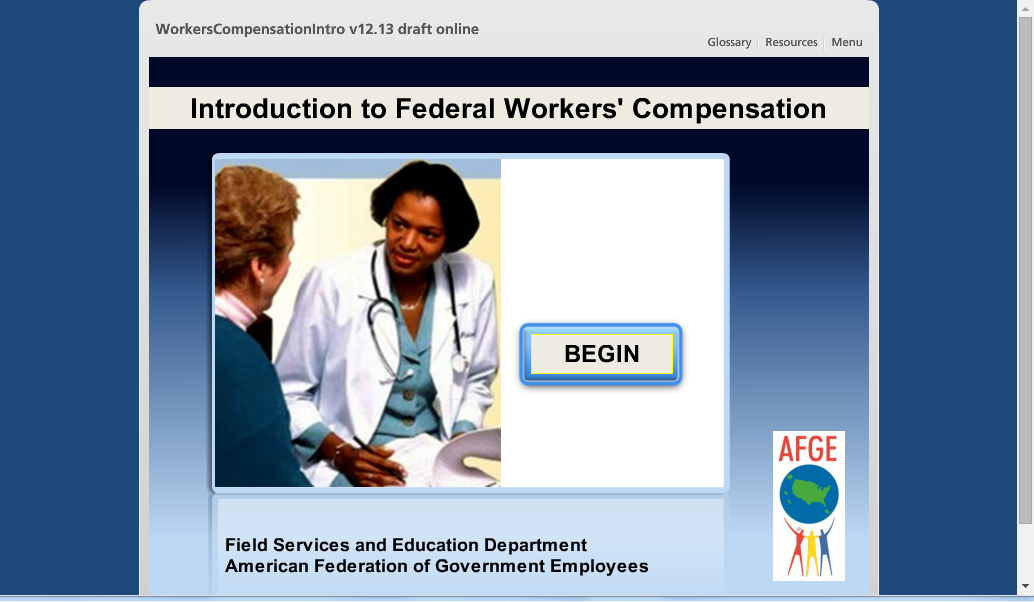 WorkersCompensationIntro v12.13 draft online
Glossary Resources Menu
Introduction to Federal Workers' Compensation
BEGIN
AFGE
Field Services and Education Department
American Federation of Government Employees